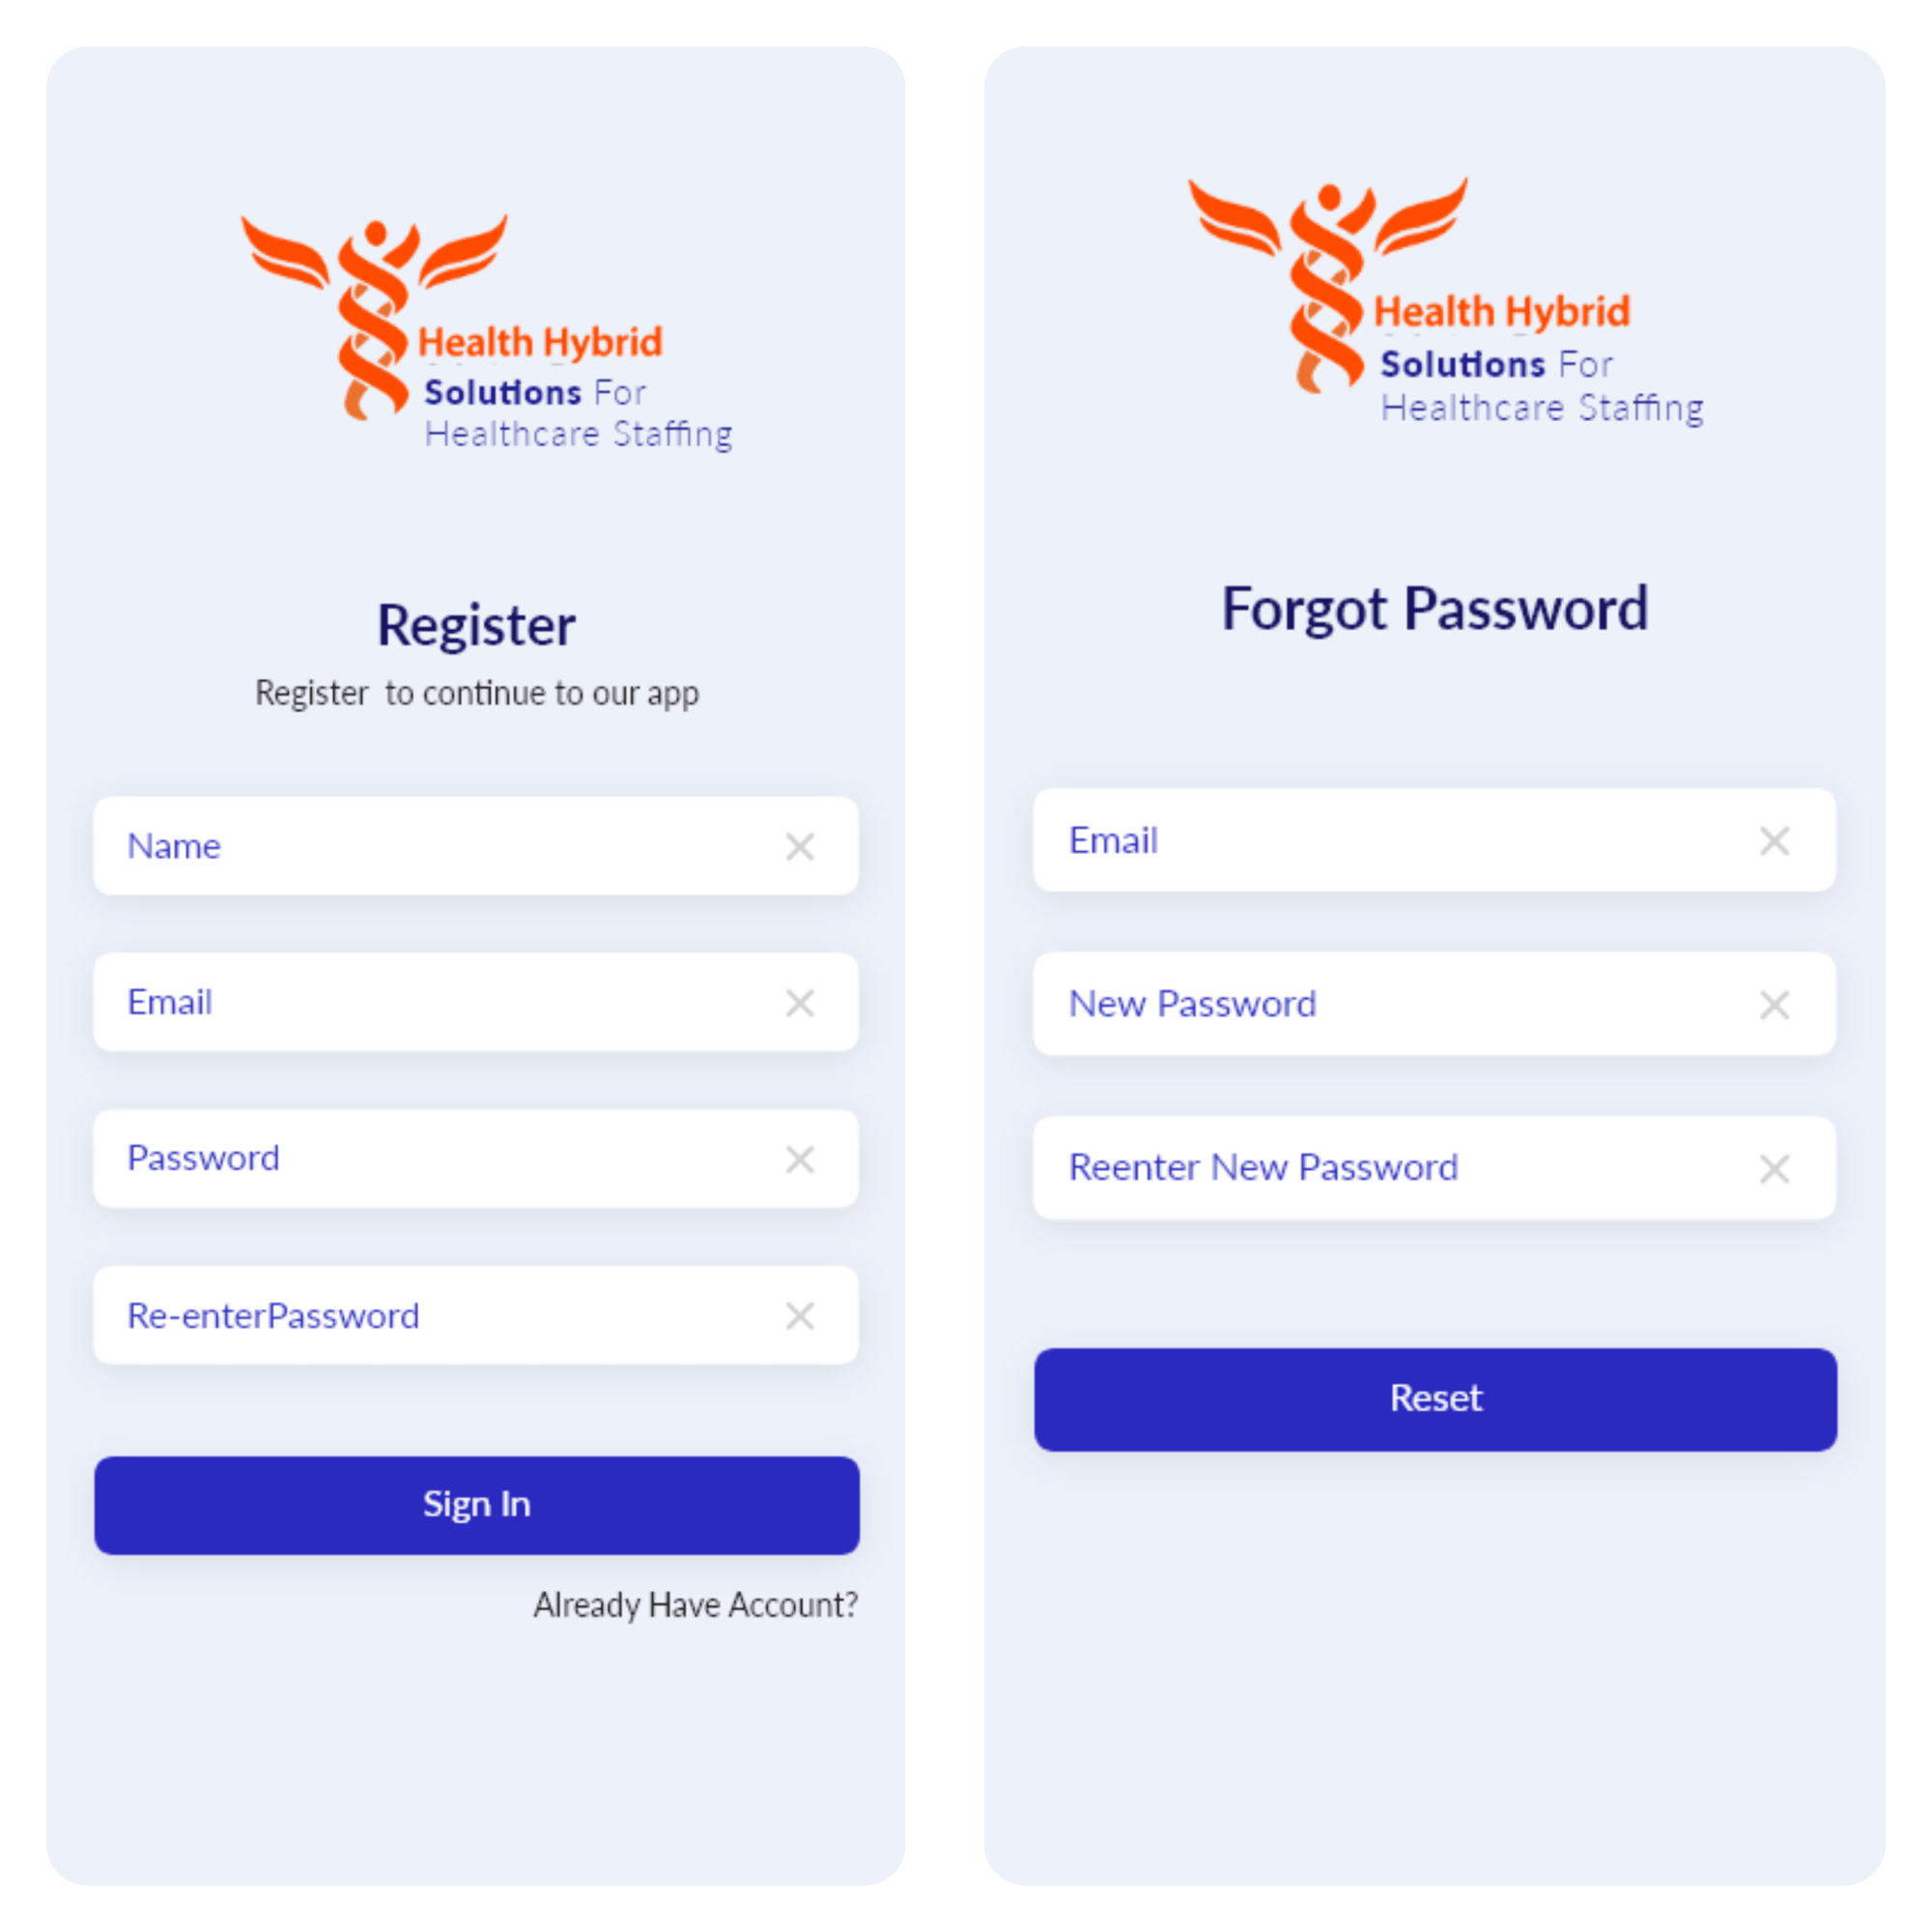 Health Hybrid
Solutions For
Healthcare Staffing
Register
Register  to continue to our app
Name
Email
Password
Re-enterPassword
Sign In
Already Have Account?
Health Hybrid
Solutions For
Healthcare Staffing
Forgot Password
Email
New Password
Reenter New Password
Reset